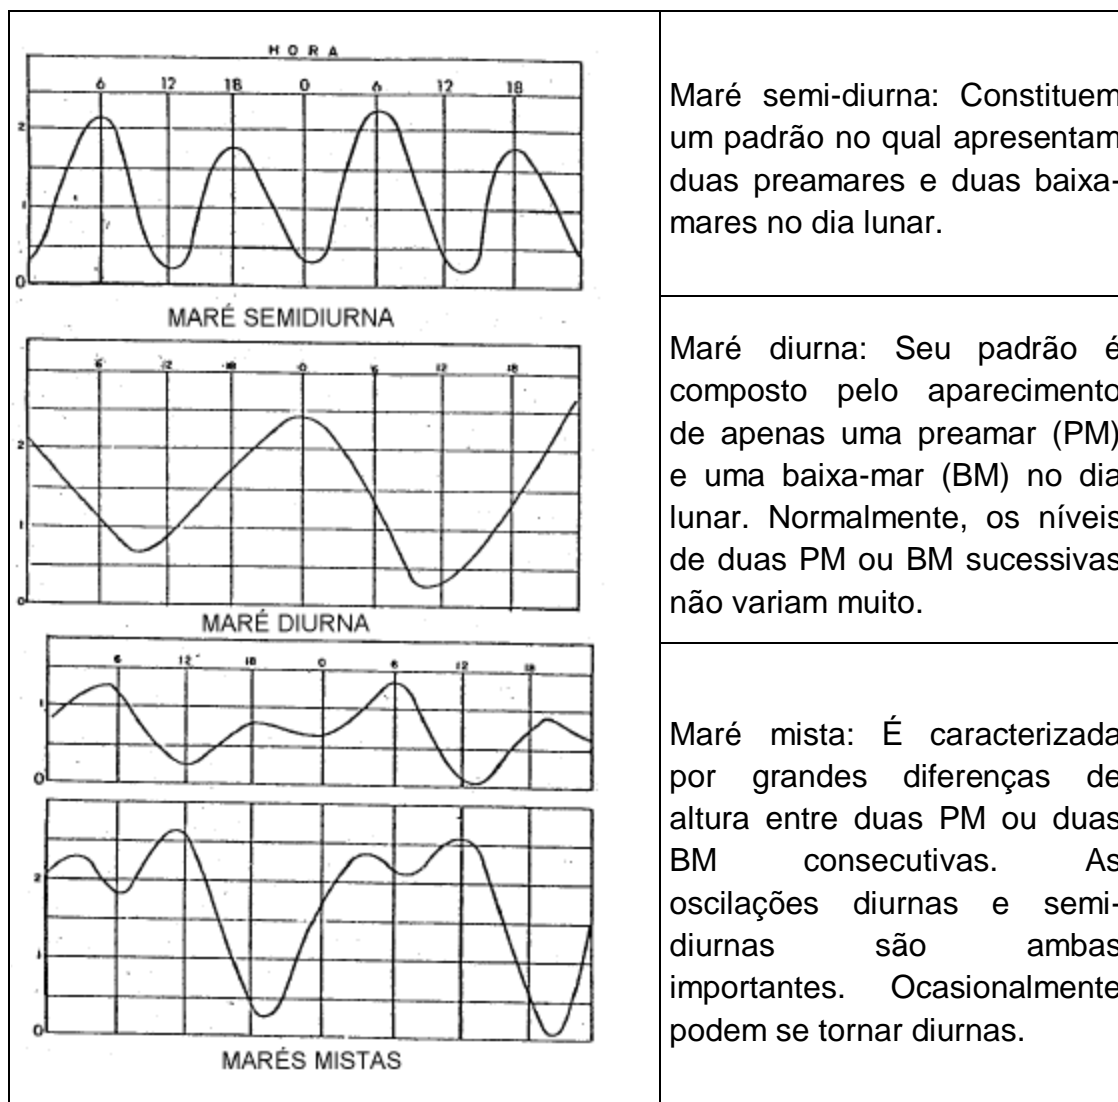 HORA
6 12 18 0 6 12 18
2
1
0
MARÉ SEMIDIURNA
6 12 18 0 6 12 18
2
1
0
MARÉ DIURNA
6 12 18 0 6 12 18
1
0
2
1
0
MARÉS MISTAS
Maré semi-diurna: Constituem
um padrão no qual apresentam
duas preamares e duas baixa-
mares no dia lunar.
Maré diurna: Seu padrão é
composto pelo aparecimento
de apenas uma preamar (PM)
e uma baixa-mar (BM) no dia
lunar. Normalmente, os níveis
de duas PM ou BM sucessivas
não variam muito.
Maré mista: É caracterizada
por grandes diferenças de
altura entre duas PM ou duas
BM consecutivas. As
oscilações diurnas e semi-
diurnas são ambas
importantes. Ocasionalmente
podem se tornar diurnas.